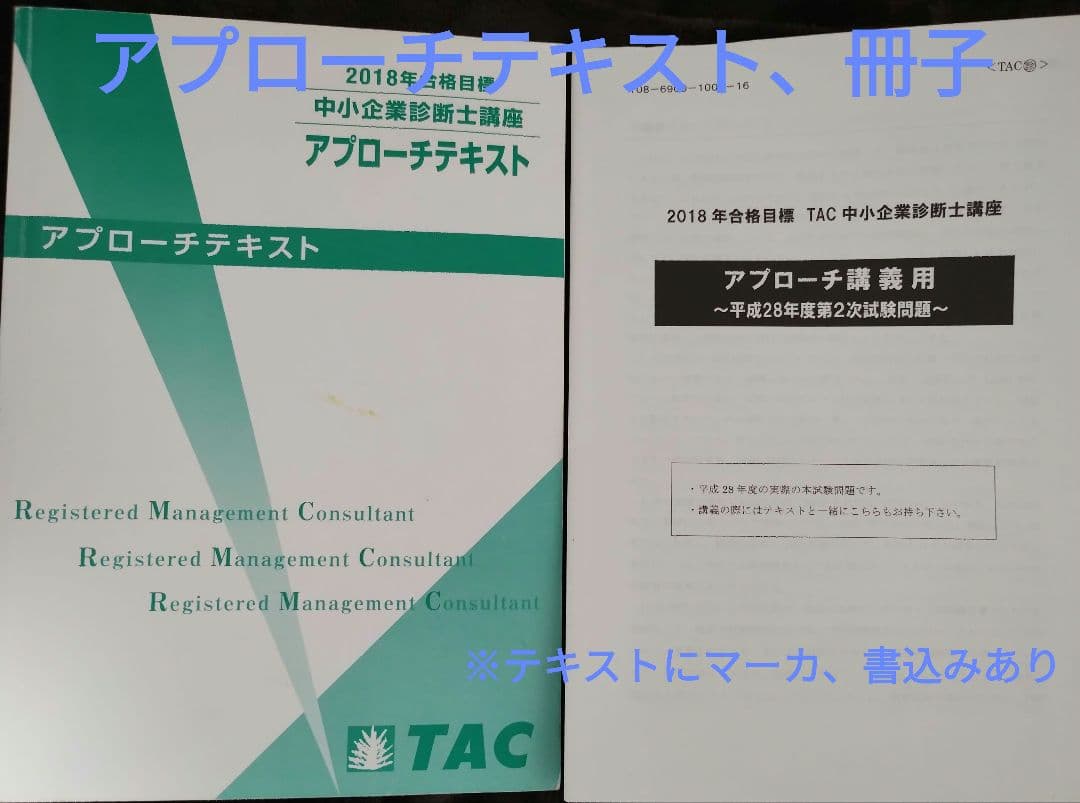 アプローチテキスト、冊子
2018年合格目標
中小企業診断士講座
アプローチテキスト
アプローチテキスト
Registered Management Consultant
Registered Management Consultant
Registered Management Consultant
TAC
<TAC㊢>
2018年合格目標 TAC中小企業診断士講座
アプローチ講義用
～平成28年度第2次試験問題～
・平成28年度の実際の本試験問題です。
・講義の際にはテキストと一緒にこちらもお持ち下さい。
※テキストにマーカ、書込みあり